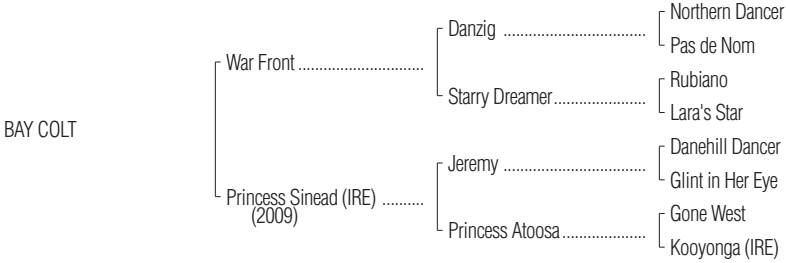 Northern Dancer
Danzig ..................................
Pas de Nom
War Front ..............................
Rubiano
Starry Dreamer......................
Lara's Star
BAY COLT
Danehill Dancer
Jeremy ..................................
Glint in Her Eye
Princess Sinead (IRE) ..........
(2009)
Gone West
Princess Atoosa....................
Kooyonga (IRE)